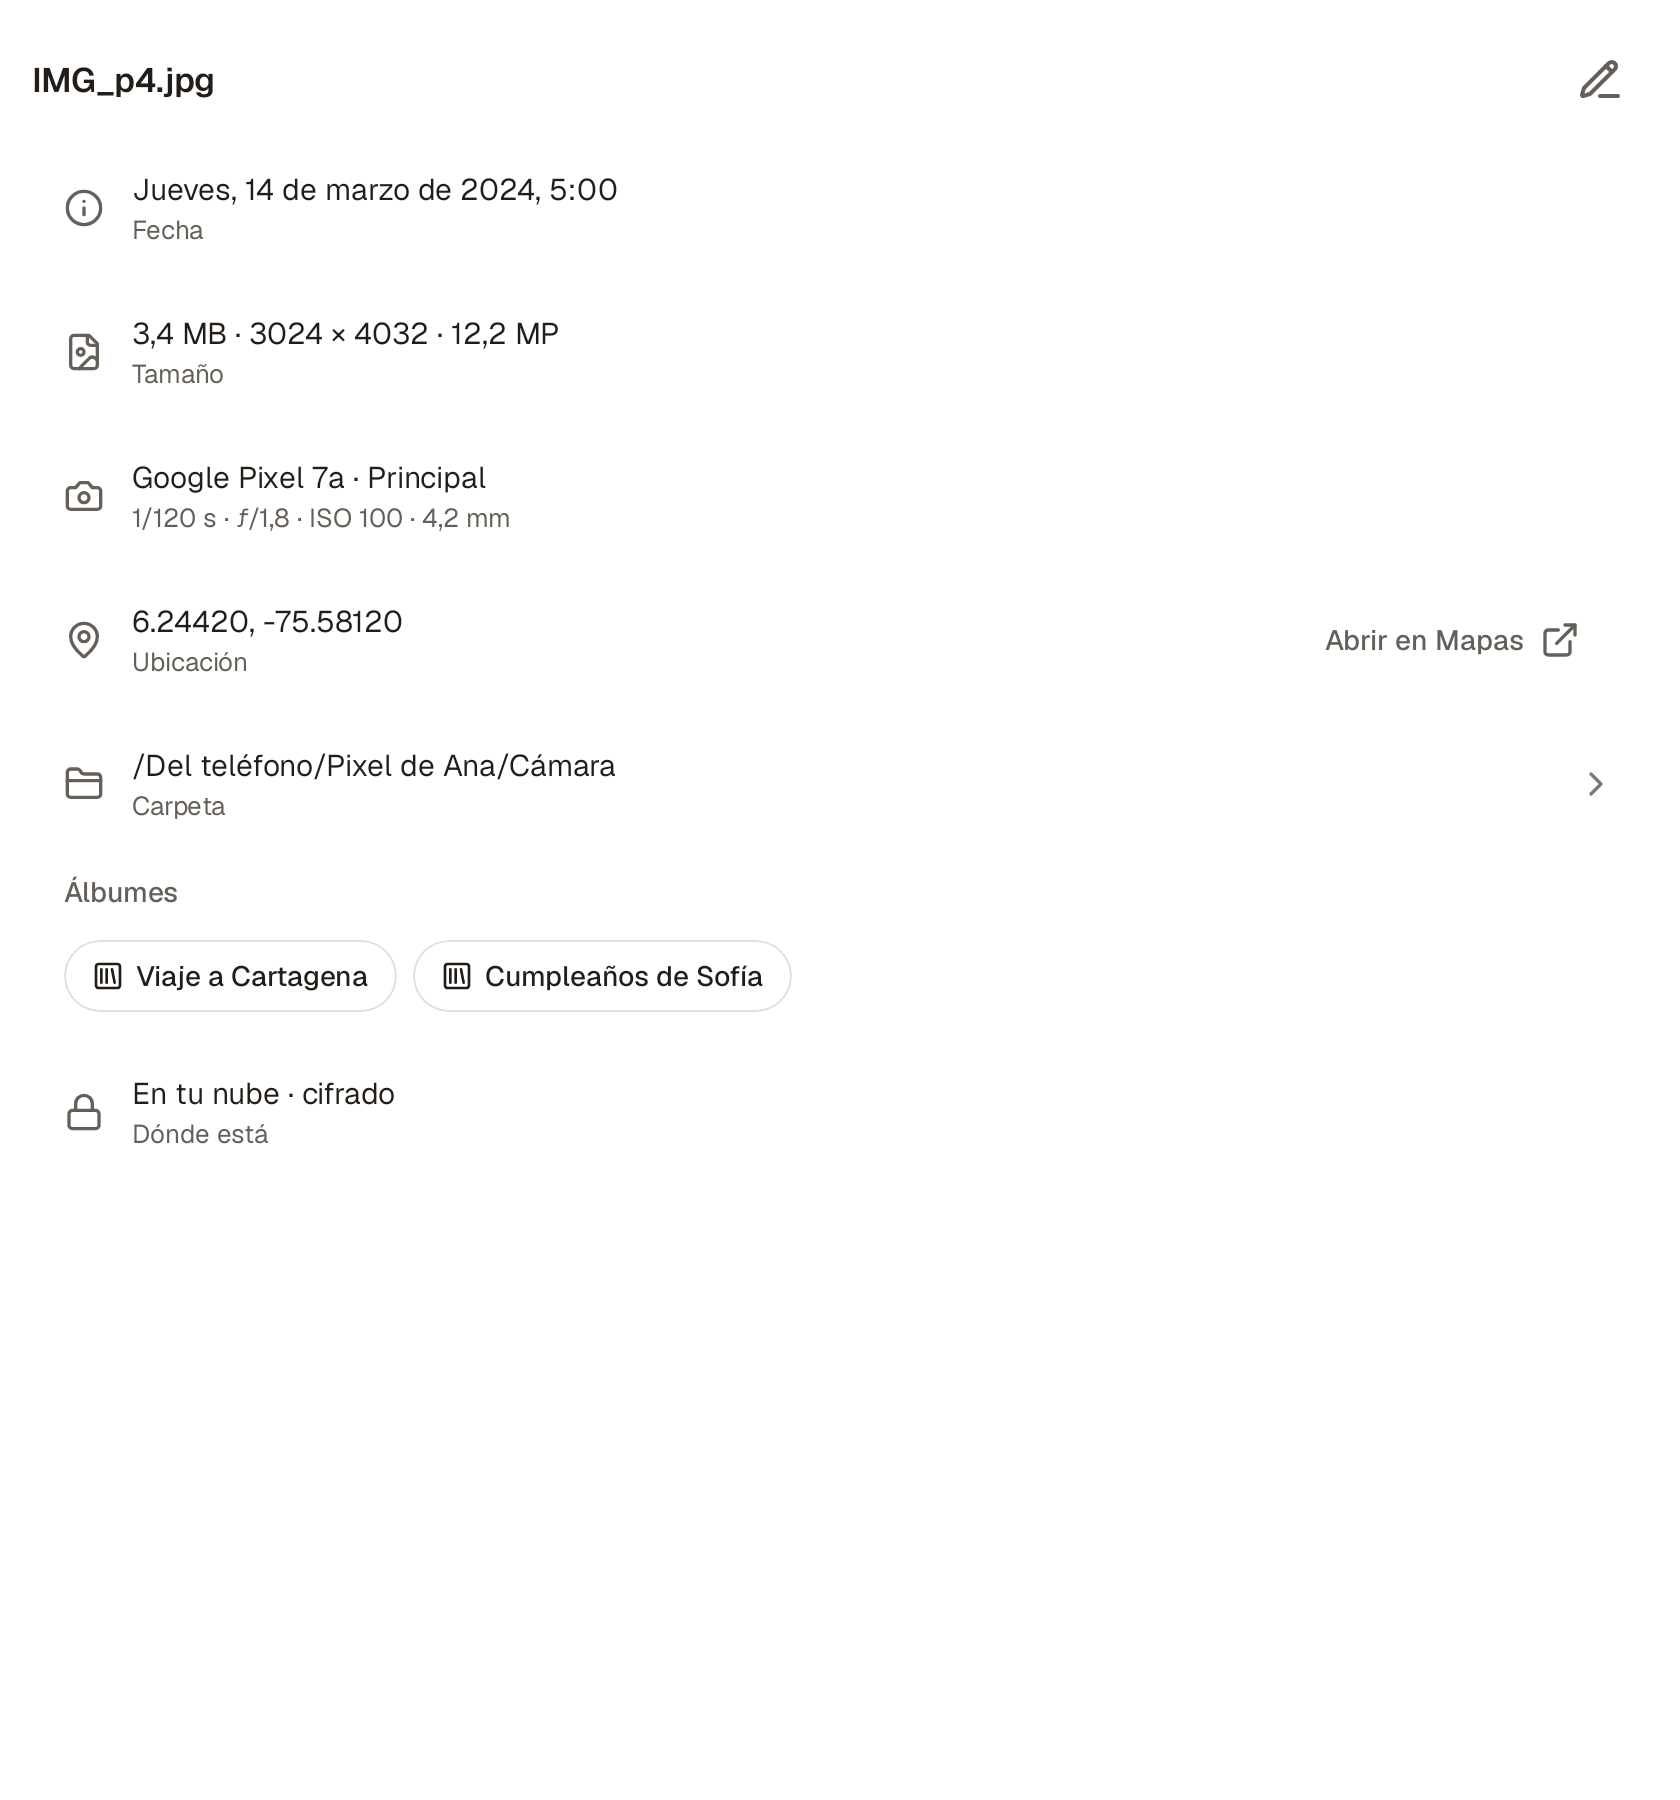 IMG_p4.jpg
Jueves, 14 de marzo de 2024, 5:00
Fecha
3,4 MB · 3024 × 4032 · 12,2 MP
Tamaño
Google Pixel 7a · Principal
1/120 s · ƒ/1,8 · ISO 100 · 4,2 mm
6.24420, -75.58120
Ubicación
Abrir en Mapas
/Del teléfono/Pixel de Ana/Cámara
Carpeta
Álbumes
Viaje a Cartagena
Cumpleaños de Sofía
En tu nube · cifrado
Dónde está